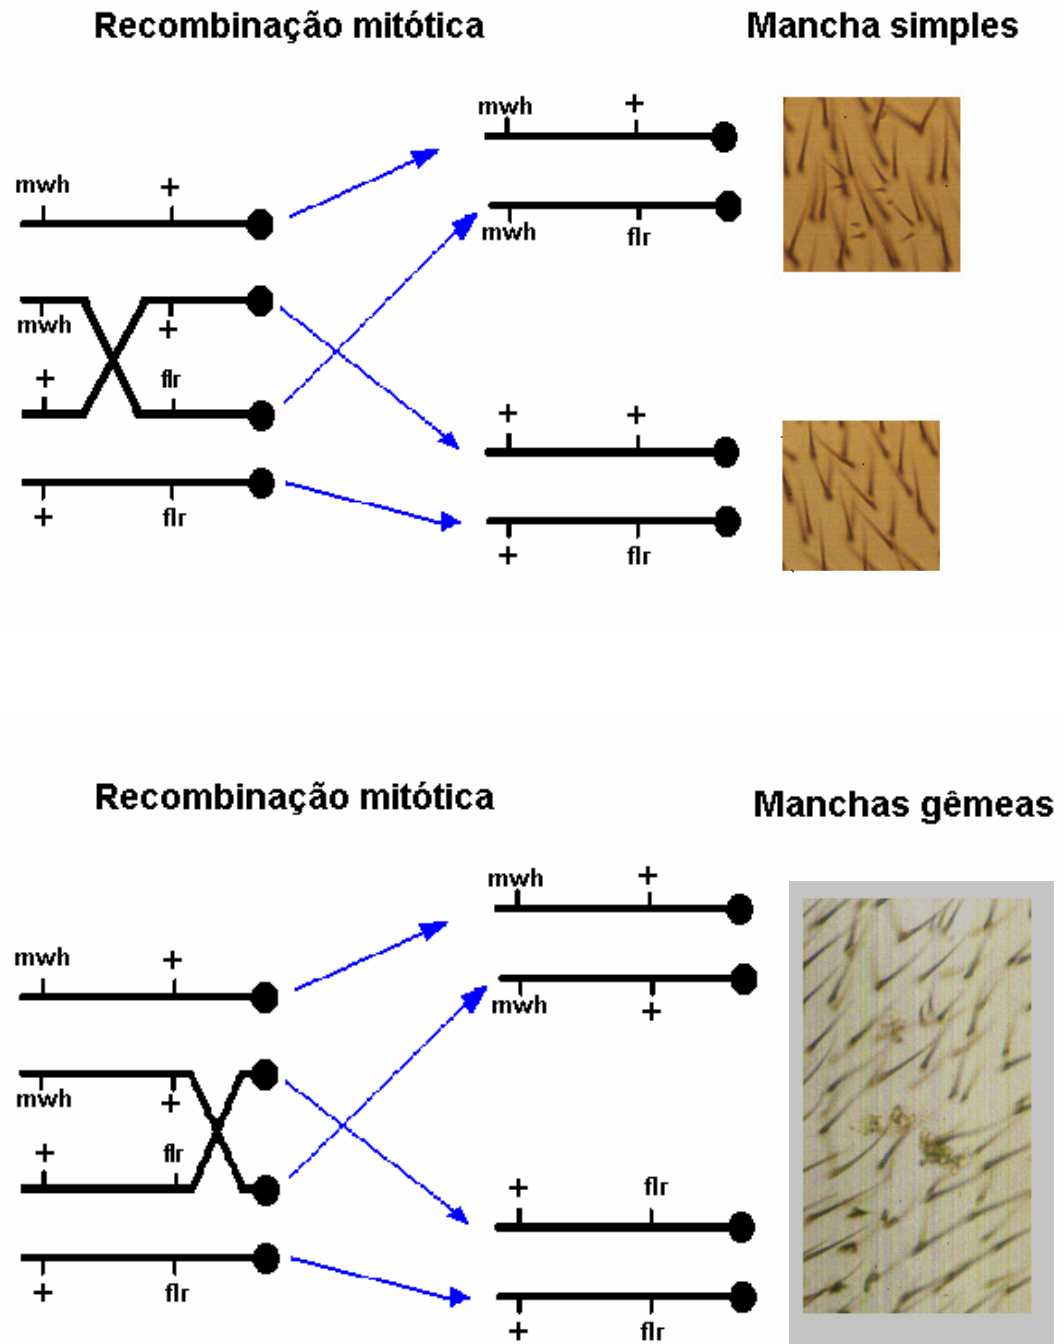 Recombinação mitótica
Mancha simples
mwh +
mwh +
mwh +
+ flr
+ flr
mwh +
mwh flr
+ +
+ flr
Recombinação mitótica
Manchas gêmeas
mwh +
mwh +
+ flr
+ flr
mwh +
mwh +
+ flr
+ flr